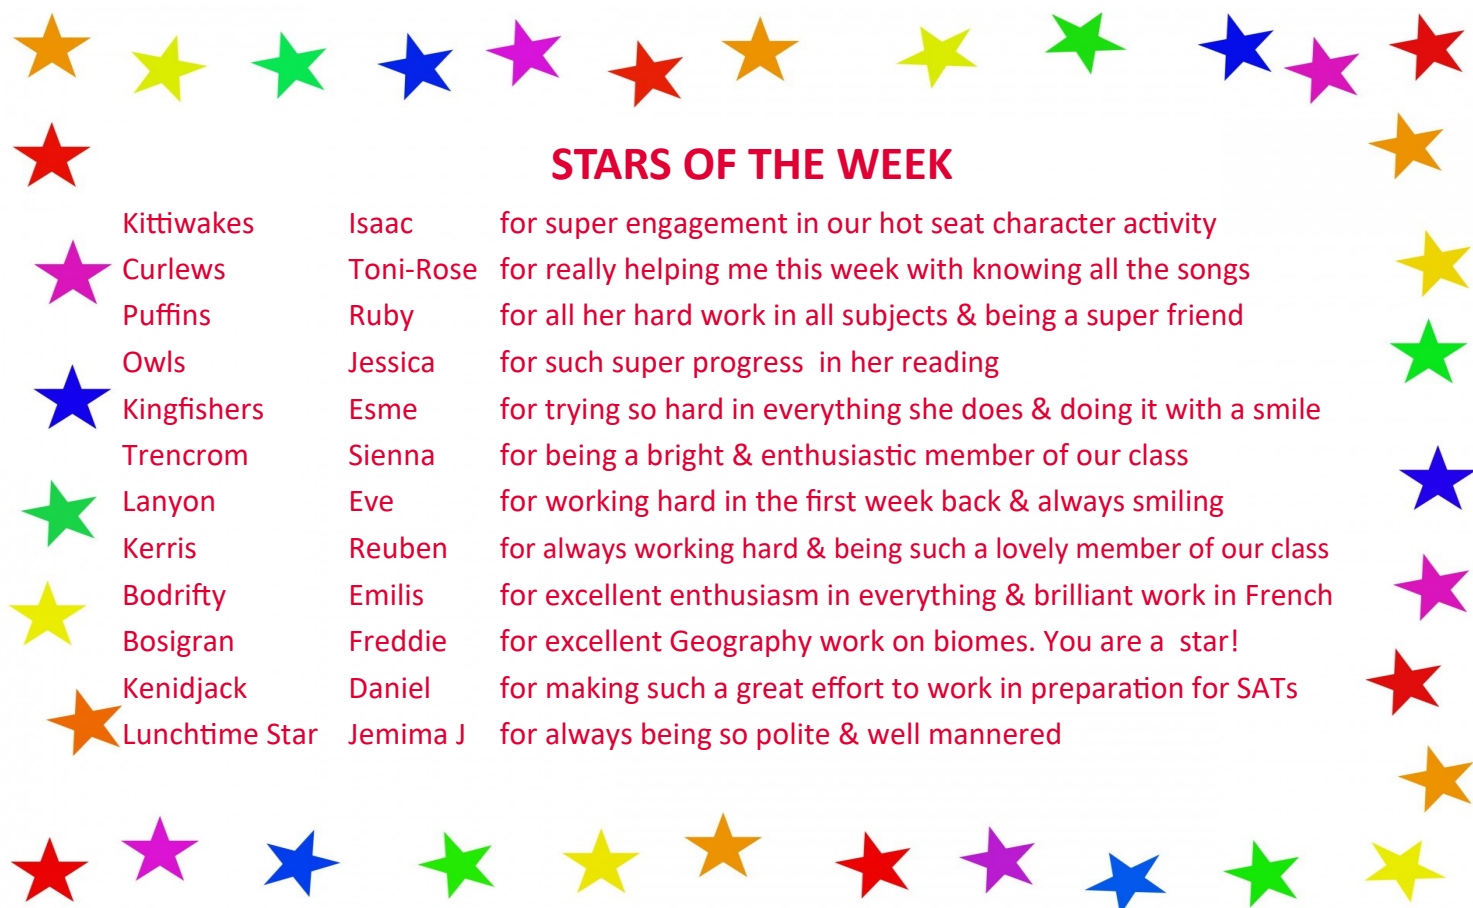 STARS OF THE WEEK
Kittiwakes Isaac for super engagement in our hot seat character activity
Curlews Toni-Rose for really helping me this week with knowing all the songs
Puffins Ruby for all her hard work in all subjects & being a super friend
Owls Jessica for such super progress in her reading
Kingfishers Esme for trying so hard in everything she does & doing it with a smile
Trencrom Sienna for being a bright & enthusiastic member of our class
Lanyon Eve for working hard in the first week back & always smiling
Kerris Reuben for always working hard & being such a lovely member of our class
Bodrifty Emilis for excellent enthusiasm in everything & brilliant work in French
Bosigran Freddie for excellent Geography work on biomes. You are a star!
Kenidjack Daniel for making such a great effort to work in preparation for SATs
Lunchtime Star Jemima J for always being so polite & well mannered